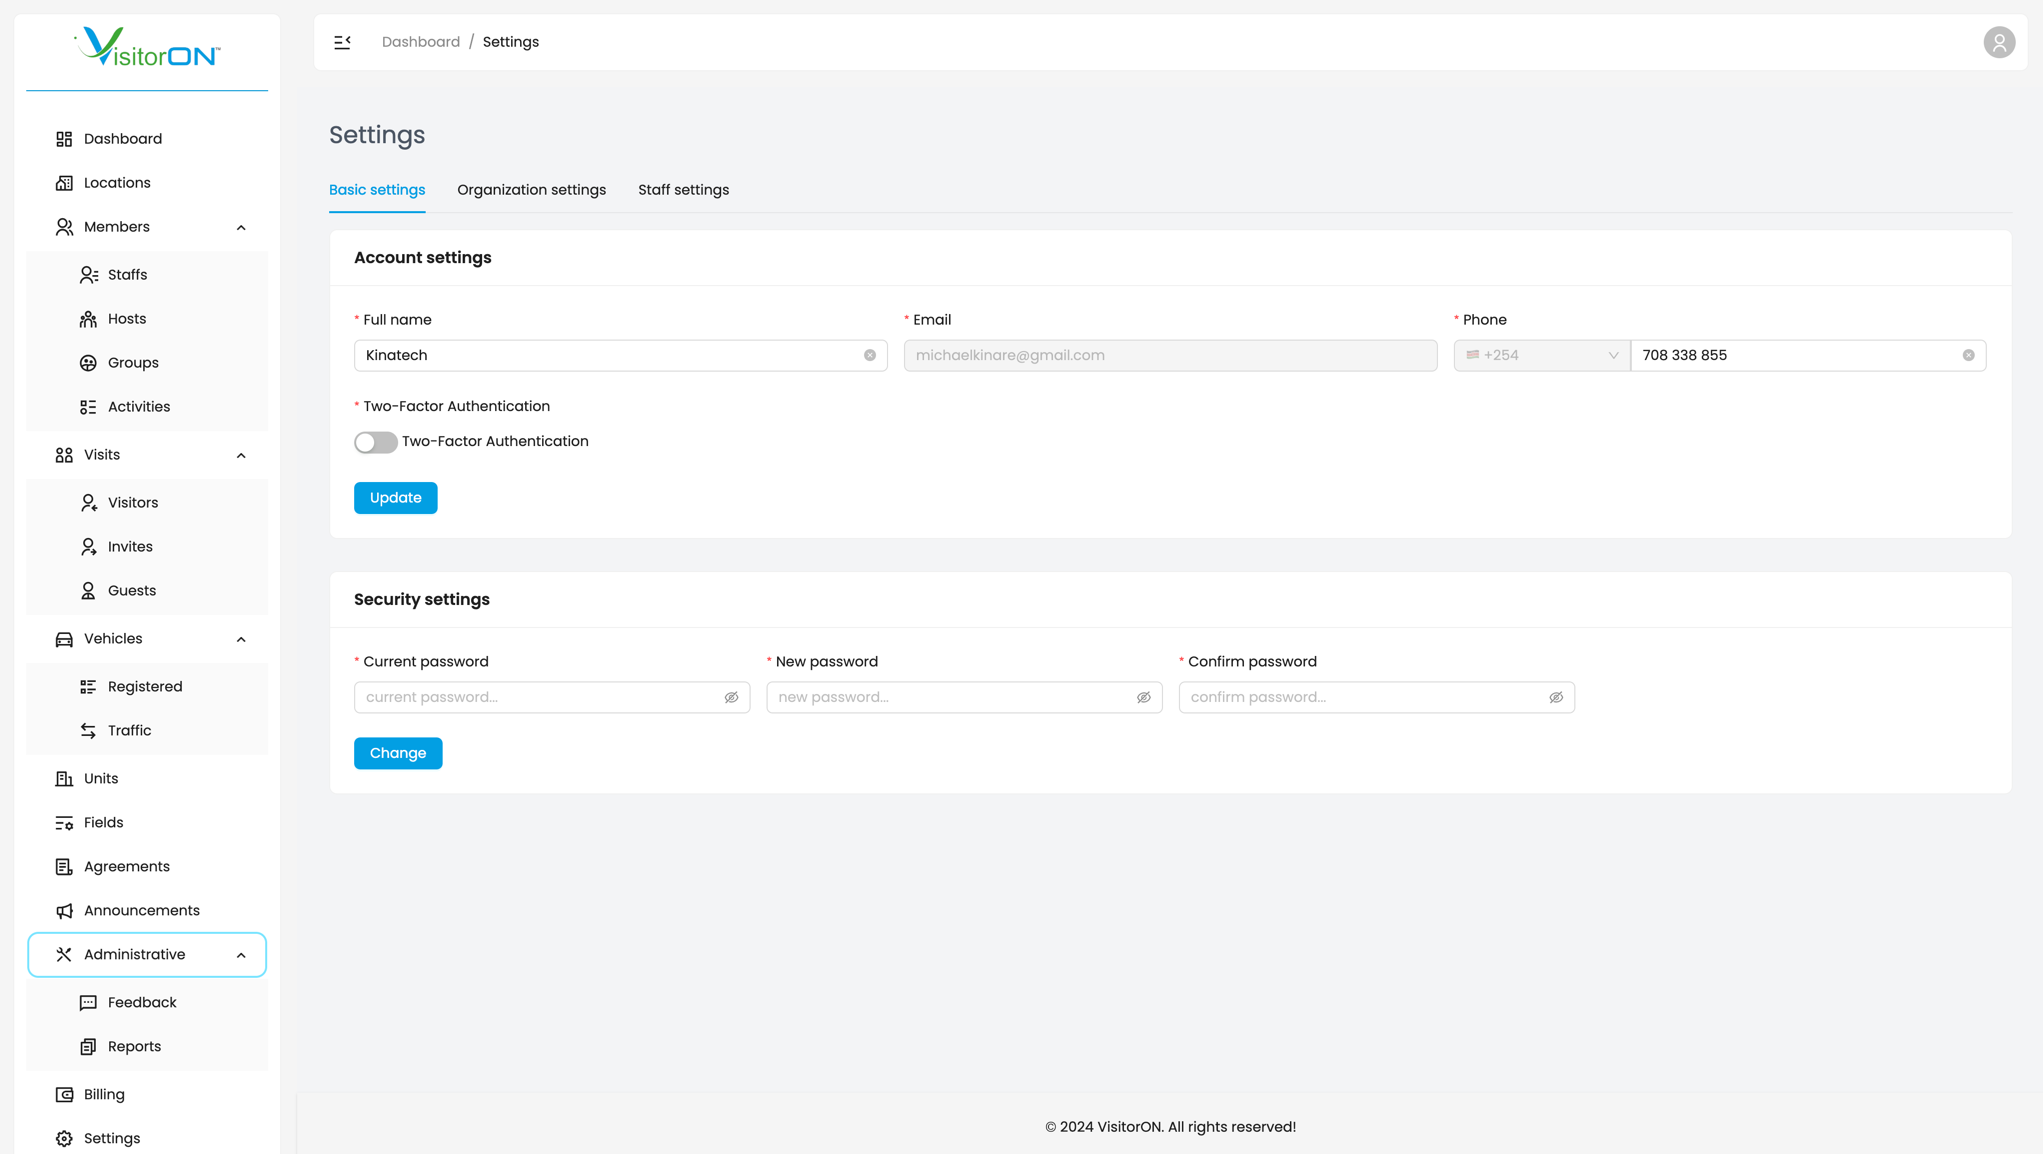 VisitorON™
Dashboard / Settings
Dashboard
Locations
Members
Staffs
Hosts
Groups
Activities
Visits
Visitors
Invites
Guests
Vehicles
Registered
Traffic
Units
Fields
Agreements
Announcements
Administrative
Feedback
Reports
Billing
Settings
Settings
Basic settings Organization settings Staff settings
Account settings
* Full name * Email * Phone
Kinatech michaelkinare@gmail.com +254 708 338 855
* Two-Factor Authentication
Two-Factor Authentication
Update
Security settings
* Current password * New password * Confirm password
current password... new password... confirm password...
Change
© 2024 VisitorON. All rights reserved!